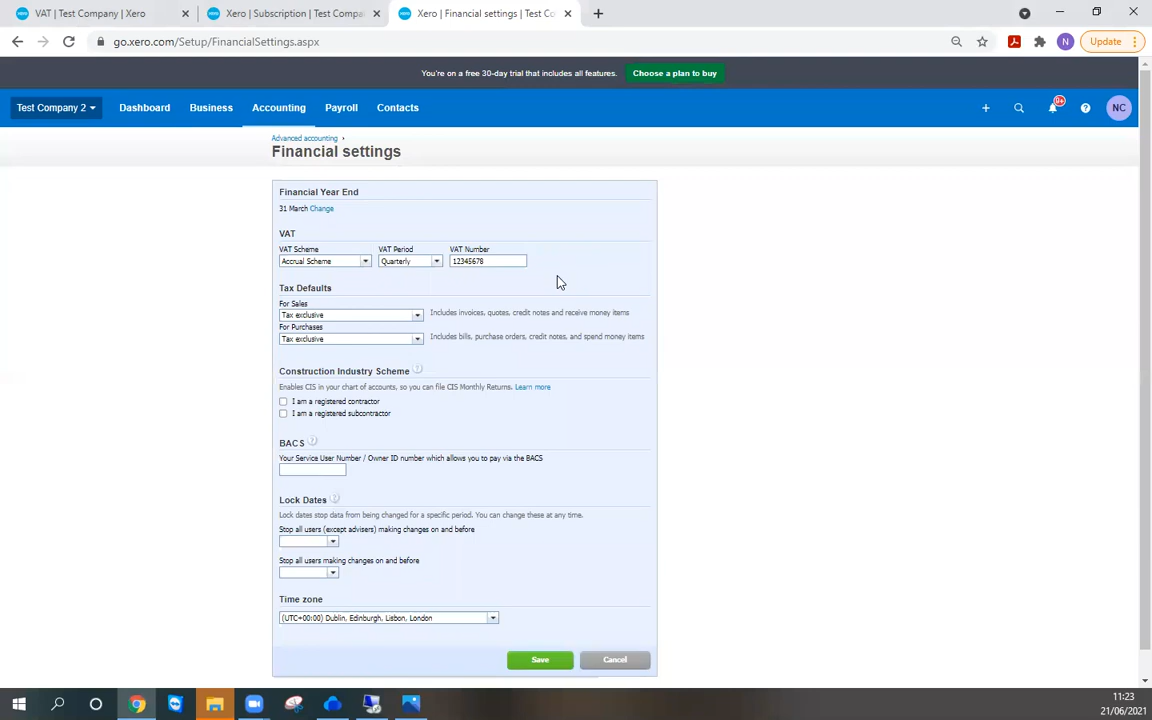 VAT | Test Company | Xero
Xero | Subscription | Test Compa
Xero | Financial settings | Test Co
go.xero.com/Setup/FinancialSettings.aspx
N
Update
You're on a free 30-day trial that includes all features.
Choose a plan to buy
Test Company 2
Dashboard
Business
Accounting
Payroll
Contacts
9+
NC
Advanced accounting
Financial settings
Financial Year End
31 March Change
VAT
VAT Scheme
VAT Period
VAT Number
Accrual Scheme
Quarterly
12345678
Tax Defaults
For Sales
Tax exclusive
Includes invoices, quotes, credit notes and receive money items
For Purchases
Tax exclusive
Includes bills, purchase orders, credit notes, and spend money items
Construction Industry Scheme ?
Enables CIS in your chart of accounts, so you can file CIS Monthly Returns. Learn more
I am a registered contractor
I am a registered subcontractor
BACS ?
Your Service User Number / Owner ID number which allows you to pay via the BACS
Lock Dates ?
Lock dates stop data from being changed for a specific period. You can change these at any time.
Stop all users (except advisers) making changes on and before
Stop all users making changes on and before
Time zone
(UTC+00:00) Dublin, Edinburgh, Lisbon, London
Save
Cancel
11:23
21/06/2021